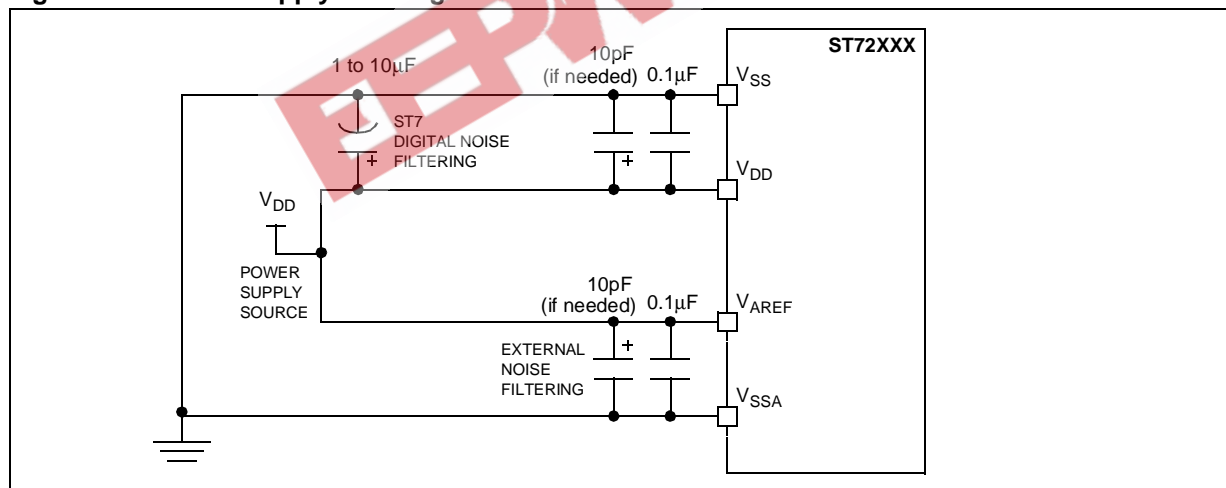 ST72XXX
10pF
1 to 10μF
(if needed) 0.1μF
VSS
ST7
DIGITAL NOISE
+ FILTERING
+
VDD
VDD
POWER
SUPPLY
SOURCE
10pF
(if needed) 0.1μF
VAREF
EXTERNAL
NOISE
FILTERING
+
VSSA